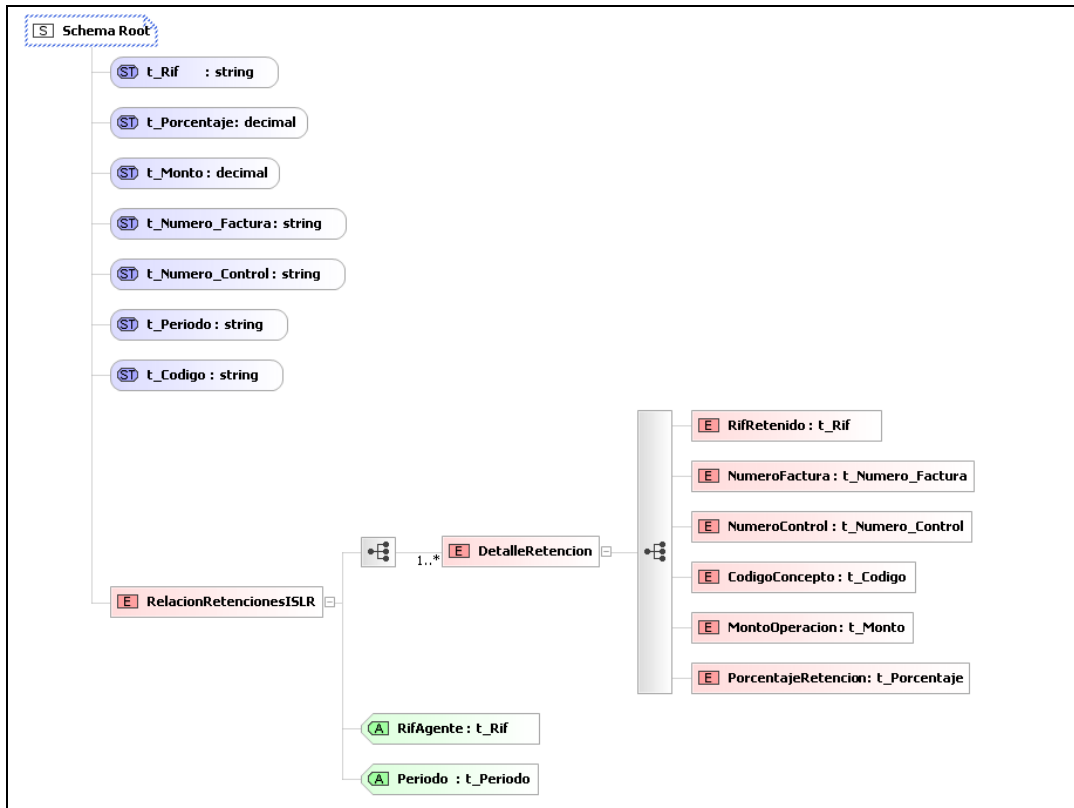 S Schema Root
ST t_Rif : string
ST t_Porcentaje: decimal
ST t_Monto : decimal
ST t_Numero_Factura: string
ST t_Numero_Control : string
ST t_Periodo : string
ST t_Codigo : string
E RelacionRetencionesISLR
1..*
E DetalleRetencion
E RifRetenido : t_Rif
E NumeroFactura : t_Numero_Factura
E NumeroControl : t_Numero_Control
E CodigoConcepto : t_Codigo
E MontoOperacion : t_Monto
E PorcentajeRetencion: t_Porcentaje
A RifAgente : t_Rif
A Periodo : t_Periodo